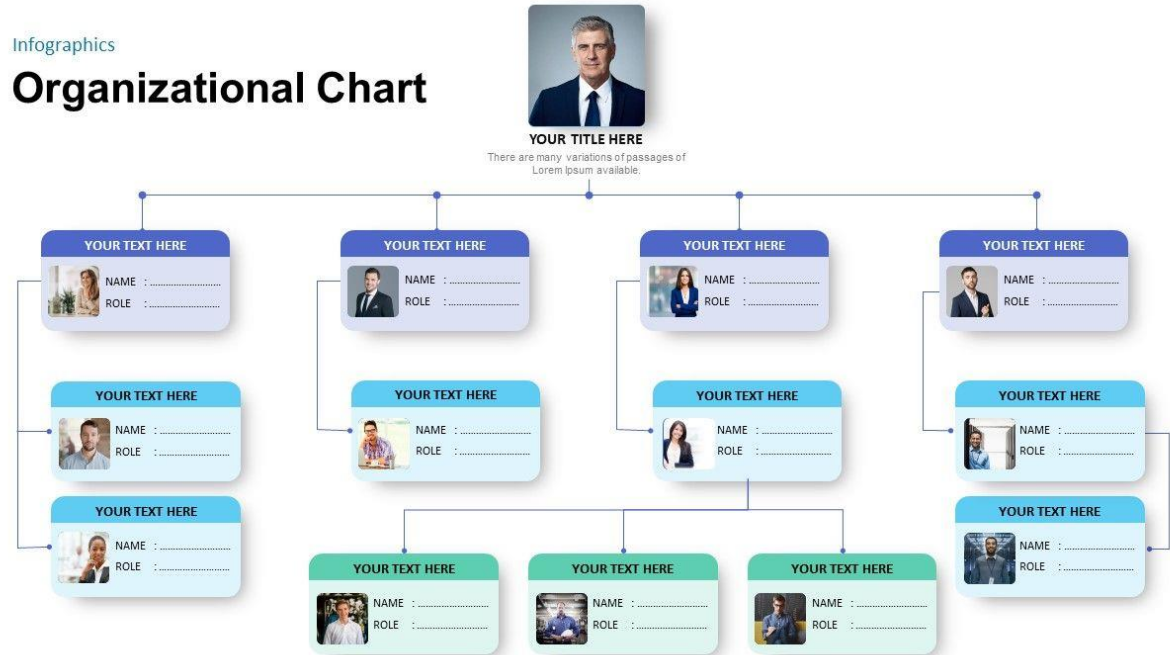 Infographics
Organizational Chart
YOUR TITLE HERE
There are many variations of passages of
Lorem Ipsum available.
YOUR TEXT HERE
NAME : ............................
ROLE : ............................
YOUR TEXT HERE
NAME : ............................
ROLE : ............................
YOUR TEXT HERE
NAME : ............................
ROLE : ............................
YOUR TEXT HERE
NAME : ............................
ROLE : ............................
YOUR TEXT HERE
NAME : ............................
ROLE : ............................
YOUR TEXT HERE
NAME : ............................
ROLE : ............................
YOUR TEXT HERE
NAME : ............................
ROLE : ............................
YOUR TEXT HERE
NAME : ............................
ROLE : ............................
YOUR TEXT HERE
NAME : ............................
ROLE : ............................
YOUR TEXT HERE
NAME : ............................
ROLE : ............................
YOUR TEXT HERE
NAME : ............................
ROLE : ............................
YOUR TEXT HERE
NAME : ............................
ROLE : ............................
YOUR TEXT HERE
NAME : ............................
ROLE : ............................